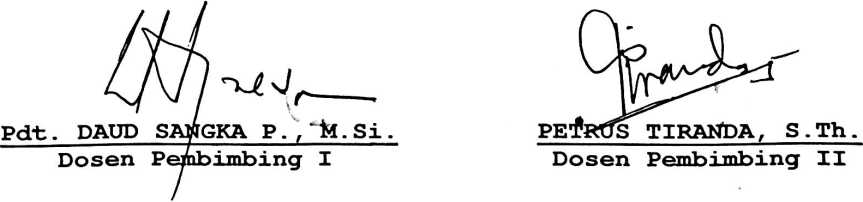 Pdt. DAUD SANGKA P., M.Si.
Dosen Pembimbing I
PETRUS TIRANDA, S.Th.
Dosen Pembimbing II